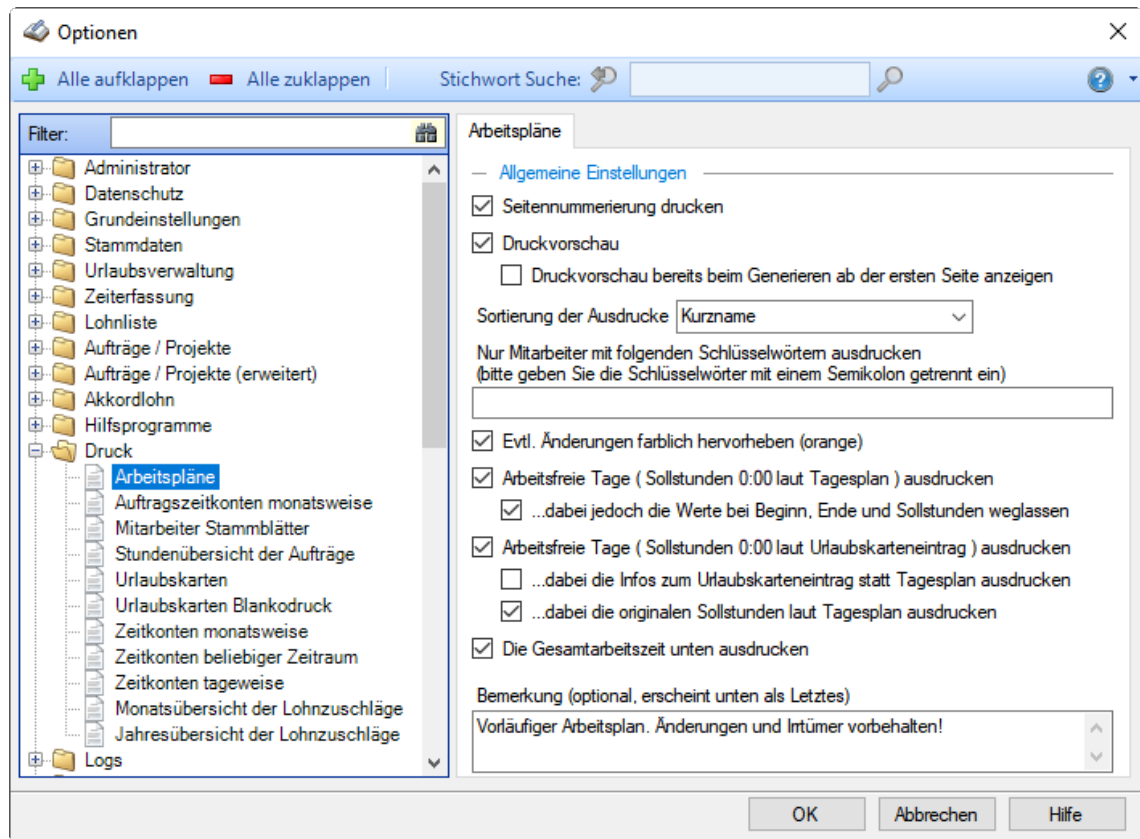 Optionen
Alle aufklappen
Alle zuklappen
Stichwort Suche:
Filter:
Administrator
Datenschutz
Grundeinstellungen
Stammdaten
Urlaubsverwaltung
Zeiterfassung
Lohnliste
Aufträge / Projekte
Aufträge / Projekte (erweitert)
Akkordlohn
Hilfsprogramme
Druck
Arbeitspläne
Auftragszeitkonten monatsweise
Mitarbeiter Stammblätter
Stundenübersicht der Aufträge
Urlaubskarten
Urlaubskarten Blankodruck
Zeitkonten monatsweise
Zeitkonten beliebiger Zeitraum
Zeitkonten tageweise
Monatsübersicht der Lohnzuschläge
Jahresübersicht der Lohnzuschläge
Logs
Arbeitspläne
Allgemeine Einstellungen
Seitennummerierung drucken
Druckvorschau
Druckvorschau bereits beim Generieren ab der ersten Seite anzeigen
Sortierung der Ausdrucke Kurzname
Nur Mitarbeiter mit folgenden Schlüsselwörtern ausdrucken
(bitte geben Sie die Schlüsselwörter mit einem Semikolon getrennt ein)
Evtl. Änderungen farblich hervorheben (orange)
Arbeitsfreie Tage ( Sollstunden 0:00 laut Tagesplan ) ausdrucken
...dabei jedoch die Werte bei Beginn, Ende und Sollstunden weglassen
Arbeitsfreie Tage ( Sollstunden 0:00 laut Urlaubskarteneintrag ) ausdrucken
...dabei die Infos zum Urlaubskarteneintrag statt Tagesplan ausdrucken
...dabei die originalen Sollstunden laut Tagesplan ausdrucken
Die Gesamtarbeitszeit unten ausdrucken
Bemerkung (optional, erscheint unten als Letztes)
Vorläufiger Arbeitsplan. Änderungen und Irrtümer vorbehalten!
OK
Abbrechen
Hilfe